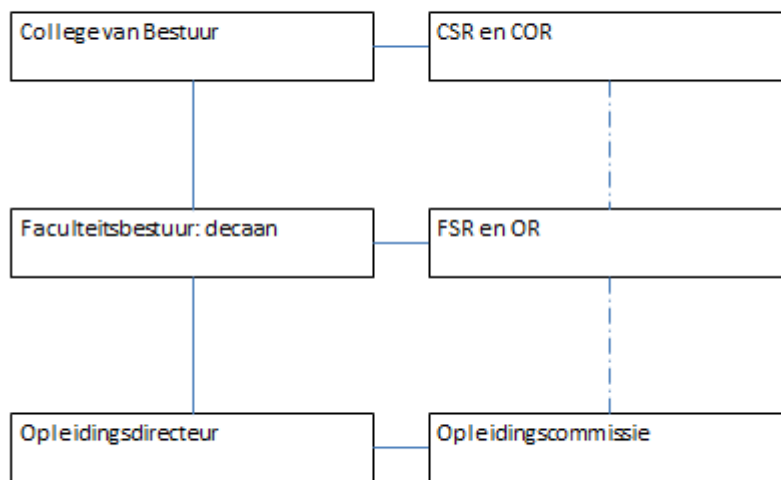 College van Bestuur
CSR en COR
Faculteitsbestuur: decaan
FSR en OR
Opleidingsdirecteur
Opleidingscommissie